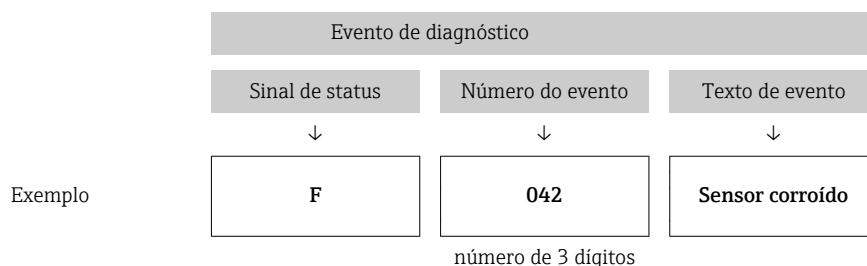 Evento de diagnóstico
Sinal de status Número do evento Texto de evento
↓ ↓ ↓
Exemplo F 042 Sensor corroído
número de 3 dígitos